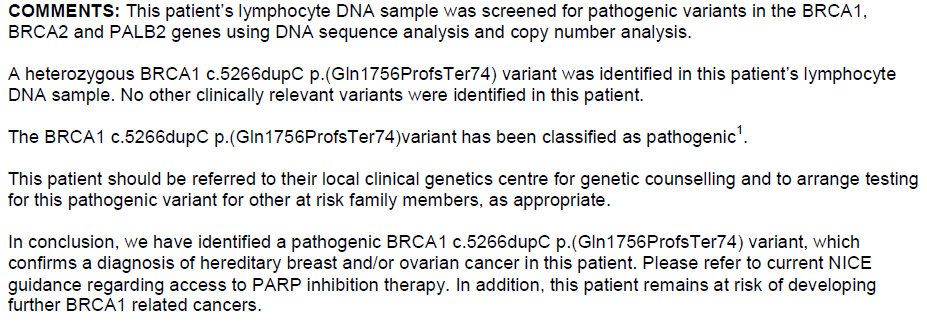 COMMENTS: This patient's lymphocyte DNA sample was screened for pathogenic variants in the BRCA1,
BRCA2 and PALB2 genes using DNA sequence analysis and copy number analysis.
A heterozygous BRCA1 c.5266dupC p.(Gln1756ProfsTer74) variant was identified in this patient's lymphocyte
DNA sample. No other clinically relevant variants were identified in this patient.
The BRCA1 c.5266dupC p.(Gln1756ProfsTer74)variant has been classified as pathogenic¹.
This patient should be referred to their local clinical genetics centre for genetic counselling and to arrange testing
for this pathogenic variant for other at risk family members, as appropriate.
In conclusion, we have identified a pathogenic BRCA1 c.5266dupC p.(Gln1756ProfsTer74) variant, which
confirms a diagnosis of hereditary breast and/or ovarian cancer in this patient. Please refer to current NICE
guidance regarding access to PARP inhibition therapy. In addition, this patient remains at risk of developing
further BRCA1 related cancers.